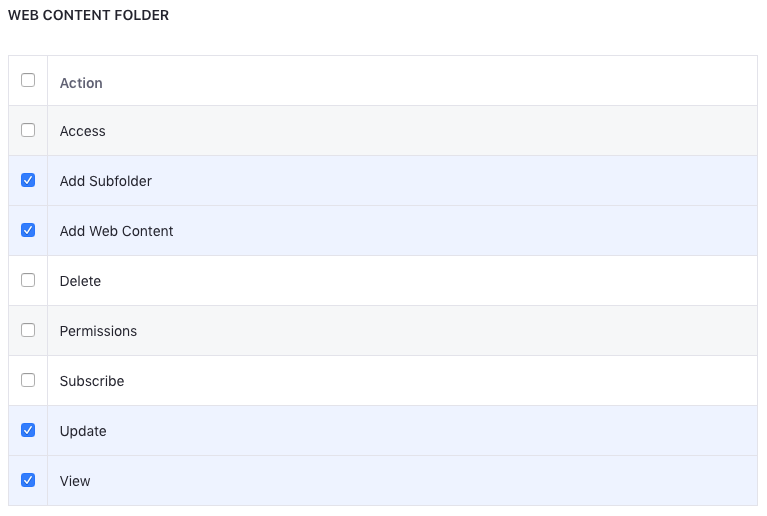 WEB CONTENT FOLDER
Action
Access
Add Subfolder
Add Web Content
Delete
Permissions
Subscribe
Update
View